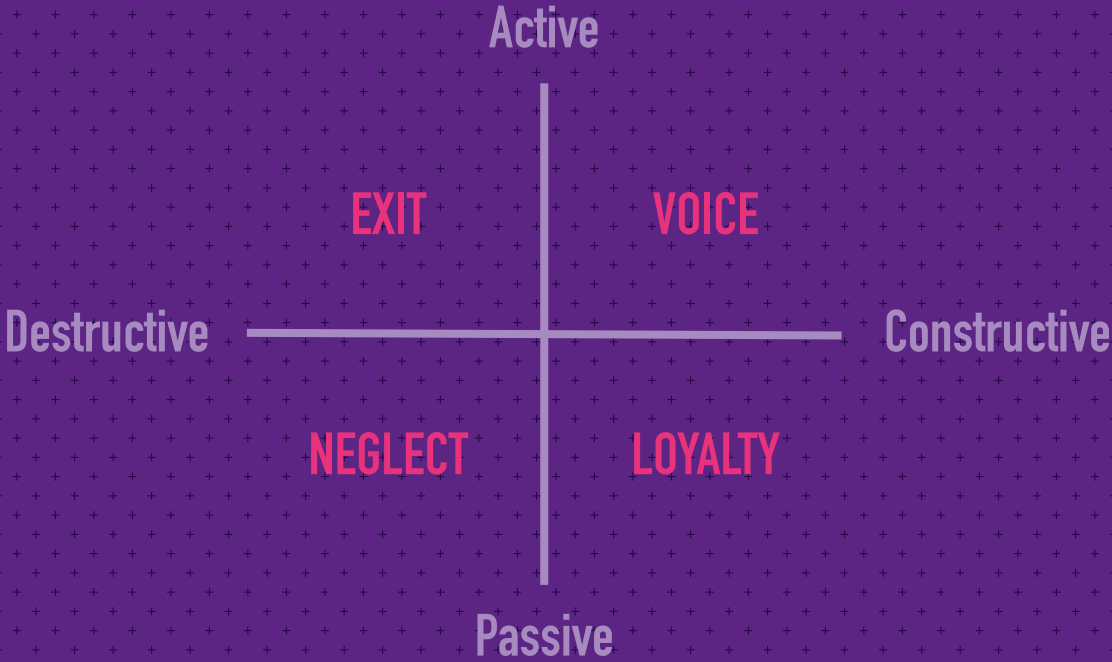 Active
EXIT
VOICE
Destructive
Constructive
NEGLECT
LOYALTY
Passive